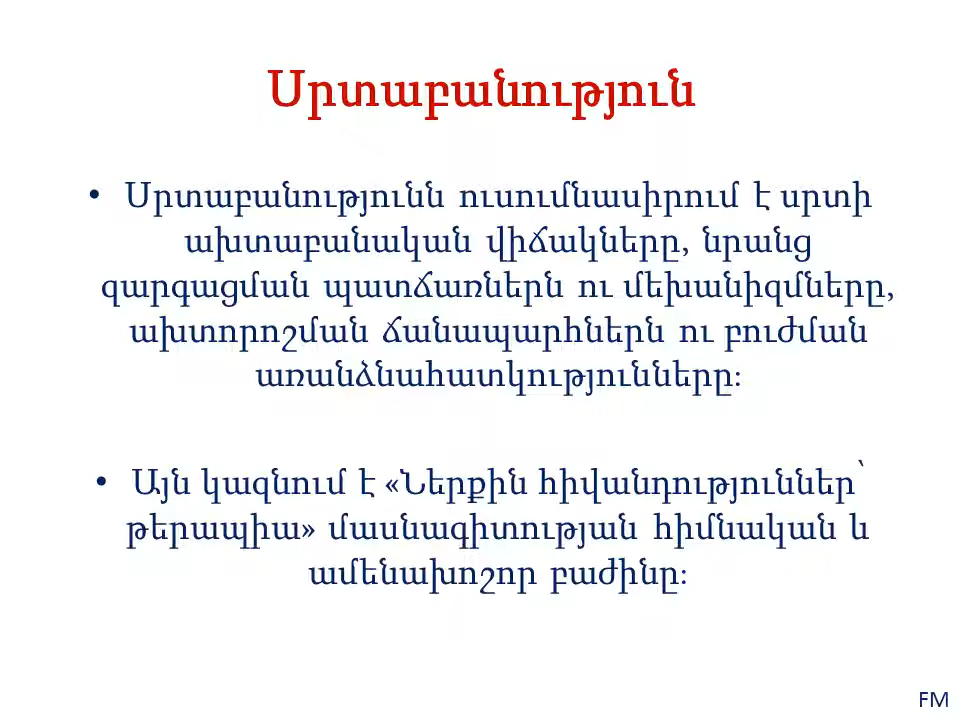 Սրտաբանություն
• Սրտաբանությունն ուսումնասիրում է սրտի
ախտաբանական վիճակները, նրանց
զարգացման պատճառներն ու մեխանիզմները,
ախտորոշման ճանապարհներն ու բուժման
առանձնահատկությունները։
• Այն կազնում է «Ներքին հիվանդություններ՝
թերապիա» մասնագիտության հիմնական և
ամենախոշոր բաժինը։
FM